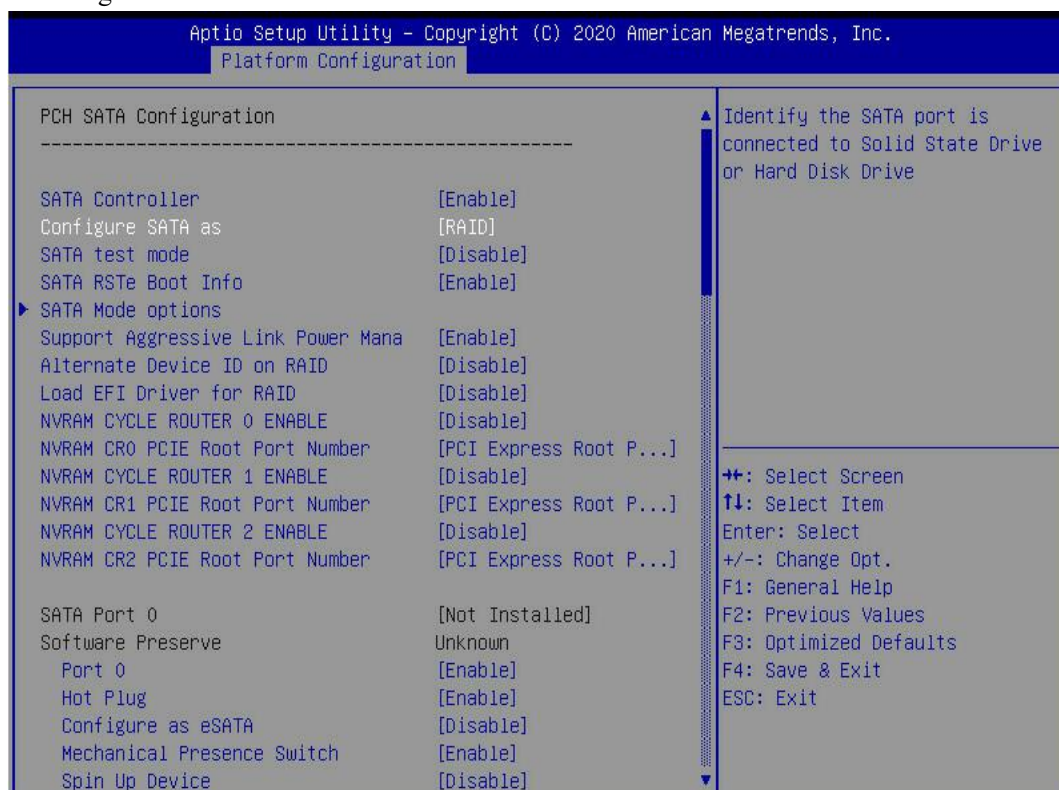 Aptio Setup Utility – Copyright (C) 2020 American Megatrends, Inc.
Platform Configuration
PCH SATA Configuration
--------------------------------------------------
SATA Controller [Enable]
Configure SATA as [RAID]
SATA test mode [Disable]
SATA RSTe Boot Info [Enable]
SATA Mode options
Support Aggressive Link Power Mana [Enable]
Alternate Device ID on RAID [Disable]
Load EFI Driver for RAID [Disable]
NVRAM CYCLE ROUTER 0 ENABLE [Disable]
NVRAM CR0 PCIE Root Port Number [PCI Express Root P...]
NVRAM CYCLE ROUTER 1 ENABLE [Disable]
NVRAM CR1 PCIE Root Port Number [PCI Express Root P...]
NVRAM CYCLE ROUTER 2 ENABLE [Disable]
NVRAM CR2 PCIE Root Port Number [PCI Express Root P...]
SATA Port 0 [Not Installed]
Software Preserve Unknown
Port 0 [Enable]
Hot Plug [Enable]
Configure as eSATA [Disable]
Mechanical Presence Switch [Enable]
Spin Up Device [Disable]
Identify the SATA port is
connected to Solid State Drive
or Hard Disk Drive
→←: Select Screen
↑↓: Select Item
Enter: Select
+/-: Change Opt.
F1: General Help
F2: Previous Values
F3: Optimized Defaults
F4: Save & Exit
ESC: Exit